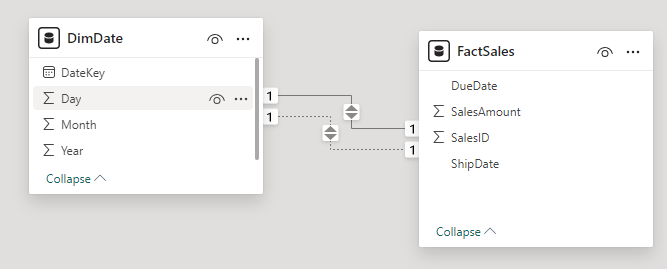 DimDate
DateKey
Day
Month
Year
Collapse
1
1
1
1
FactSales
DueDate
SalesAmount
SalesID
ShipDate
Collapse